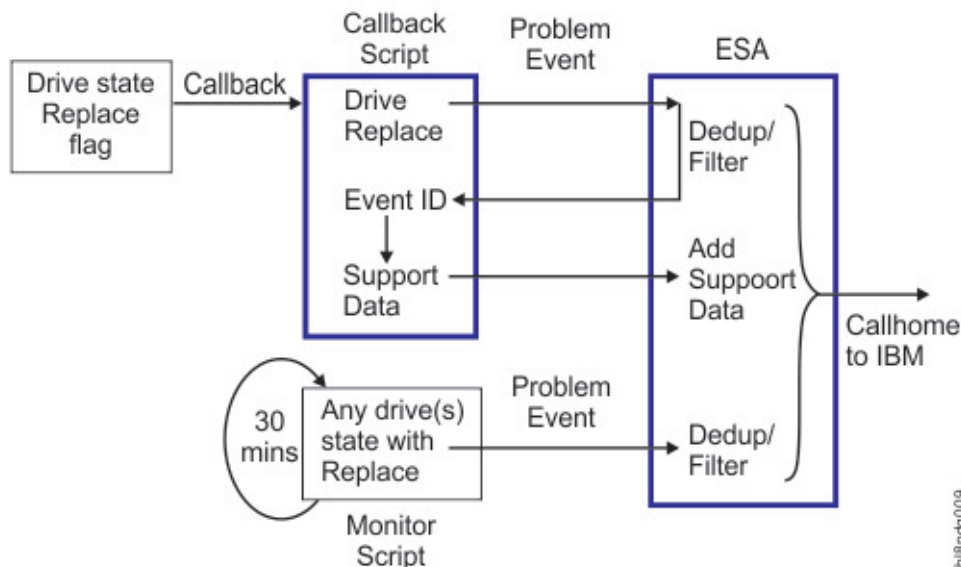 Callback
Script
Problem
Event
ESA
Drive state
Replace
flag
Callback
Drive
Replace
Dedup/
Filter
Event ID
Support
Data
Add
Suppoort
Data
Callhome
to IBM
30
mins
Any drive(s)
state with
Replace
Problem
Event
Dedup/
Filter
Monitor
Script
bl8ndg009